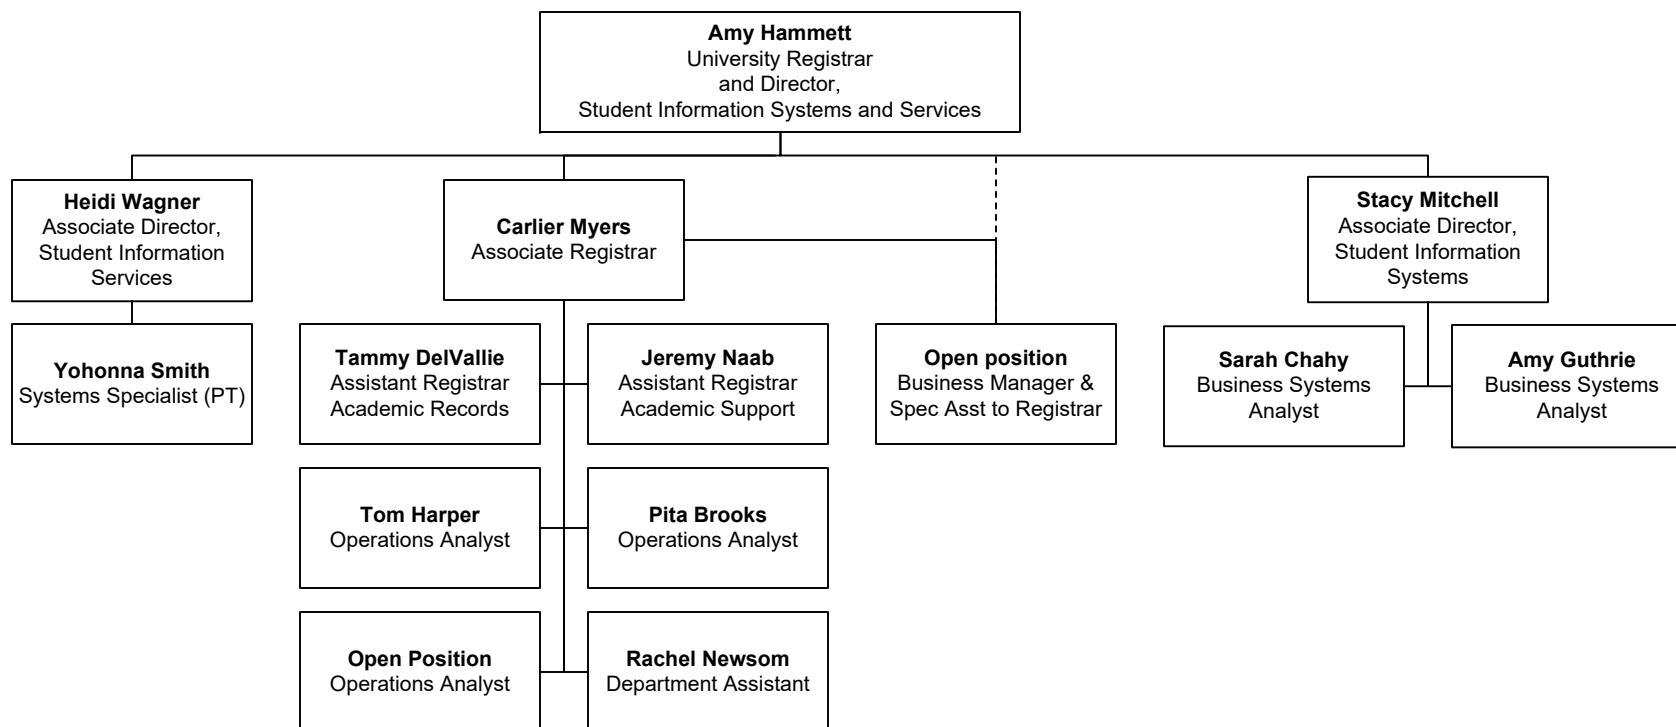 Amy Hammett
University Registrar
and Director,
Student Information Systems and Services
Heidi Wagner
Associate Director,
Student Information
Services
Carlier Myers
Associate Registrar
Stacy Mitchell
Associate Director,
Student Information
Systems
Yohonna Smith
Systems Specialist (PT)
Tammy DelVallie
Assistant Registrar
Academic Records
Jeremy Naab
Assistant Registrar
Academic Support
Open position
Business Manager &
Spec Asst to Registrar
Sarah Chahy
Business Systems
Analyst
Amy Guthrie
Business Systems
Analyst
Tom Harper
Operations Analyst
Pita Brooks
Operations Analyst
Open Position
Operations Analyst
Rachel Newsom
Department Assistant